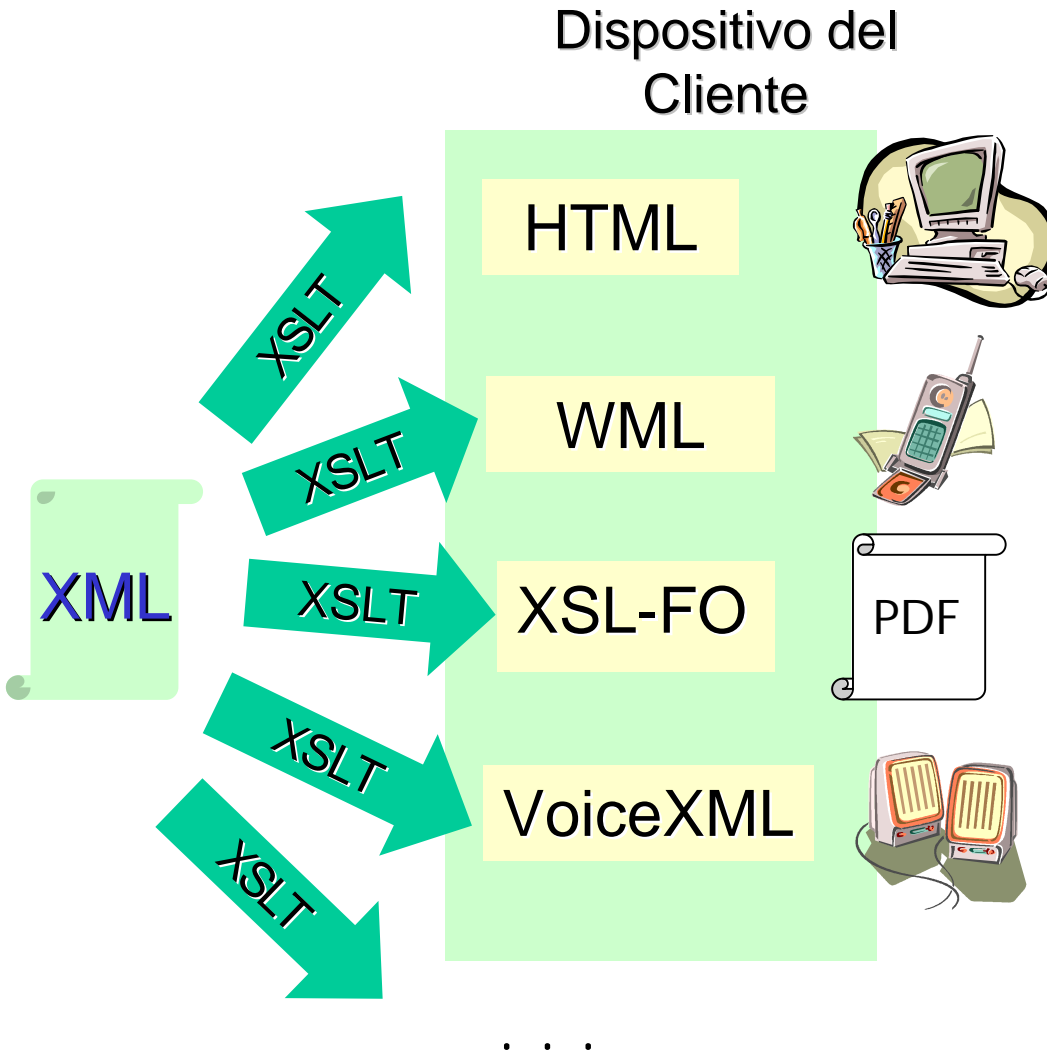 Dispositivo del
Cliente
HTML
XSLT
WML
XSLT
XML
XSLT
XSL-FO
PDF
XSLT
VoiceXML
XSLT
. . .